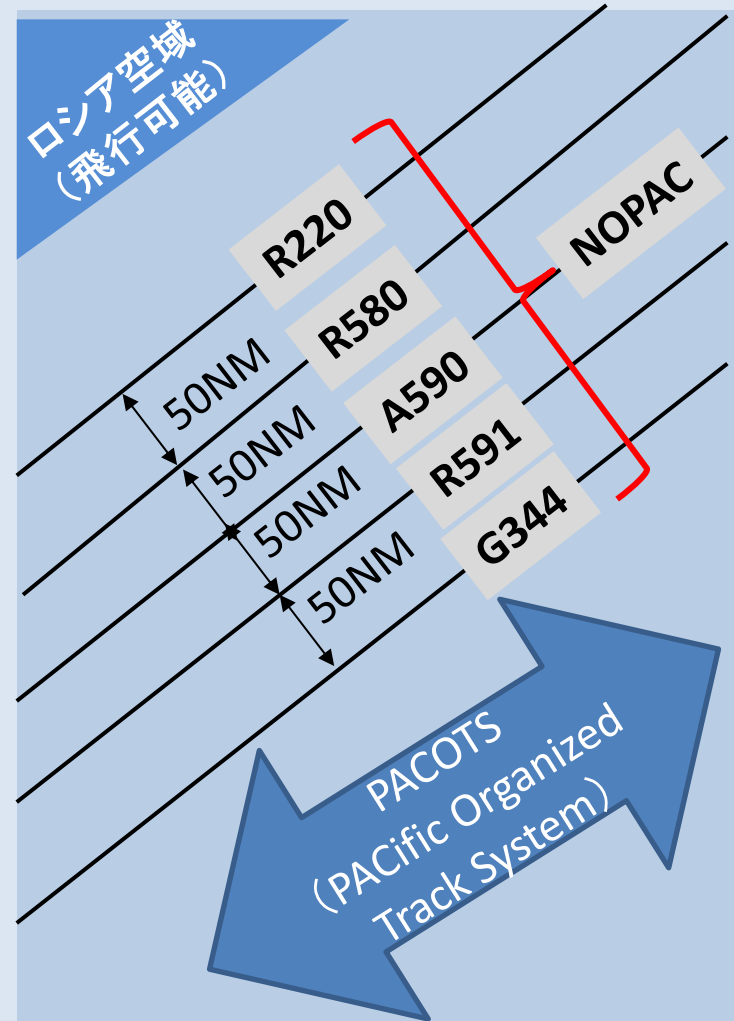 ロシア空域
（飛行可能）
R220
NOPAC
R580
50NM
A590
50NM
R591
50NM
G344
50NM
PACOTS
（PACific Organized
Track System）